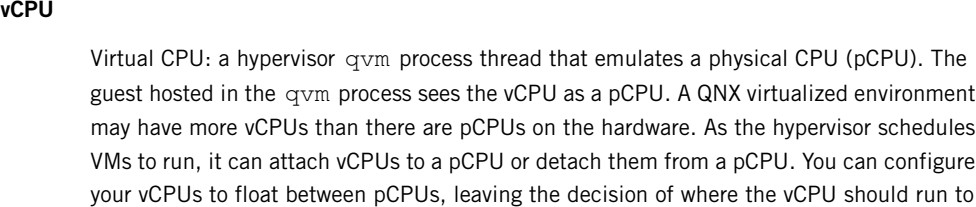 vCPU
Virtual CPU: a hypervisor qvm process thread that emulates a physical CPU (pCPU). The
guest hosted in the qvm process sees the vCPU as a pCPU. A QNX virtualized environment
may have more vCPUs than there are pCPUs on the hardware. As the hypervisor schedules
VMs to run, it can attach vCPUs to a pCPU or detach them from a pCPU. You can configure
your vCPUs to float between pCPUs, leaving the decision of where the vCPU should run to